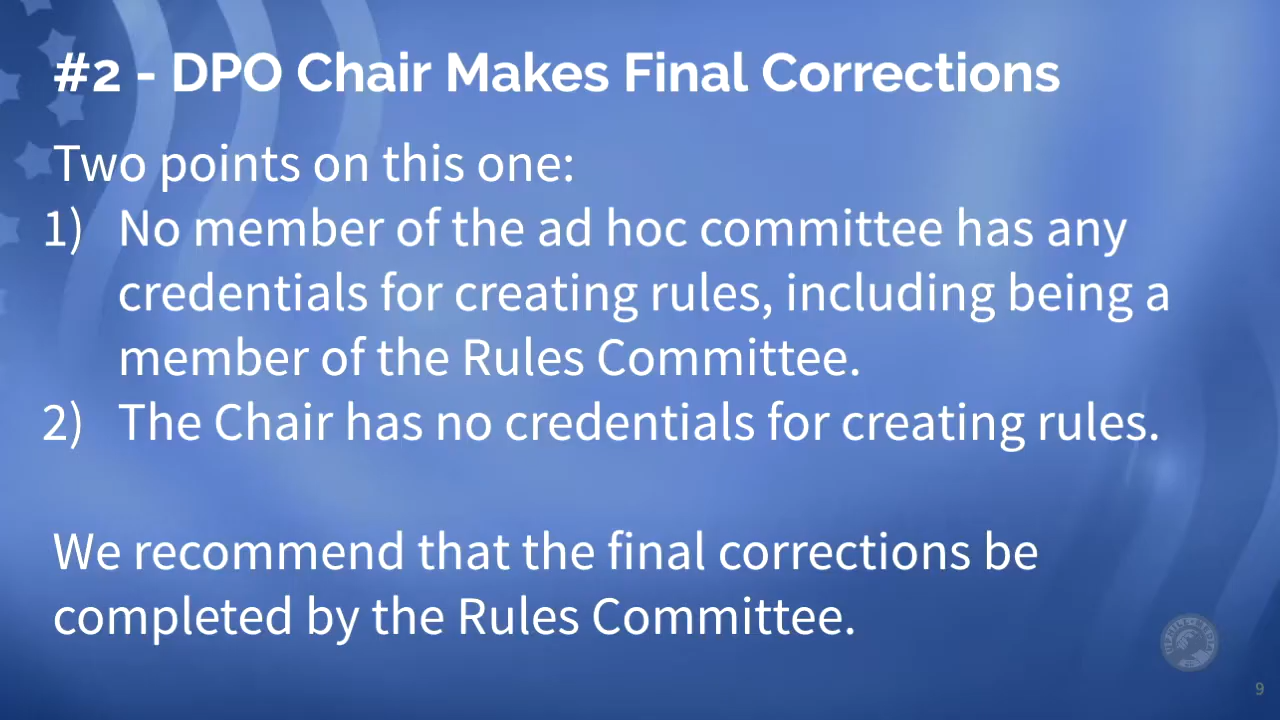 #2 - DPO Chair Makes Final Corrections
Two points on this one:
1) No member of the ad hoc committee has any
credentials for creating rules, including being a
member of the Rules Committee.
2) The Chair has no credentials for creating rules.
We recommend that the final corrections be
completed by the Rules Committee.
9